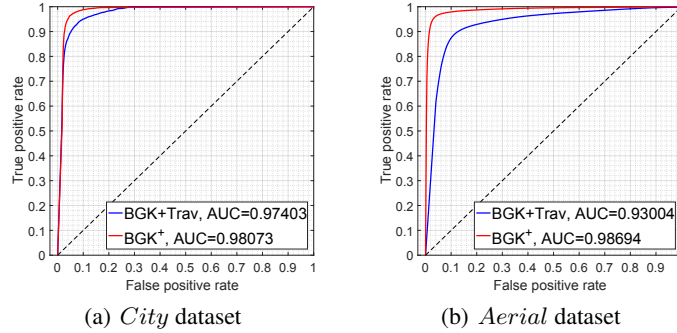 True positive rate
1
0.9
0.8
0.7
0.6
0.5
0.4
0.3
0.2
0.1
0
BGK+Trav, AUC=0.97403
BGK+, AUC=0.98073
0 0.1 0.2 0.3 0.4 0.5 0.6 0.7 0.8 0.9 1
False positive rate
(a) City dataset
True positive rate
1
0.9
0.8
0.7
0.6
0.5
0.4
0.3
0.2
0.1
0
BGK+Trav, AUC=0.93004
BGK+, AUC=0.98694
0 0.1 0.2 0.3 0.4 0.5 0.6 0.7 0.8 0.9
False positive rate
(b) Aerial dataset